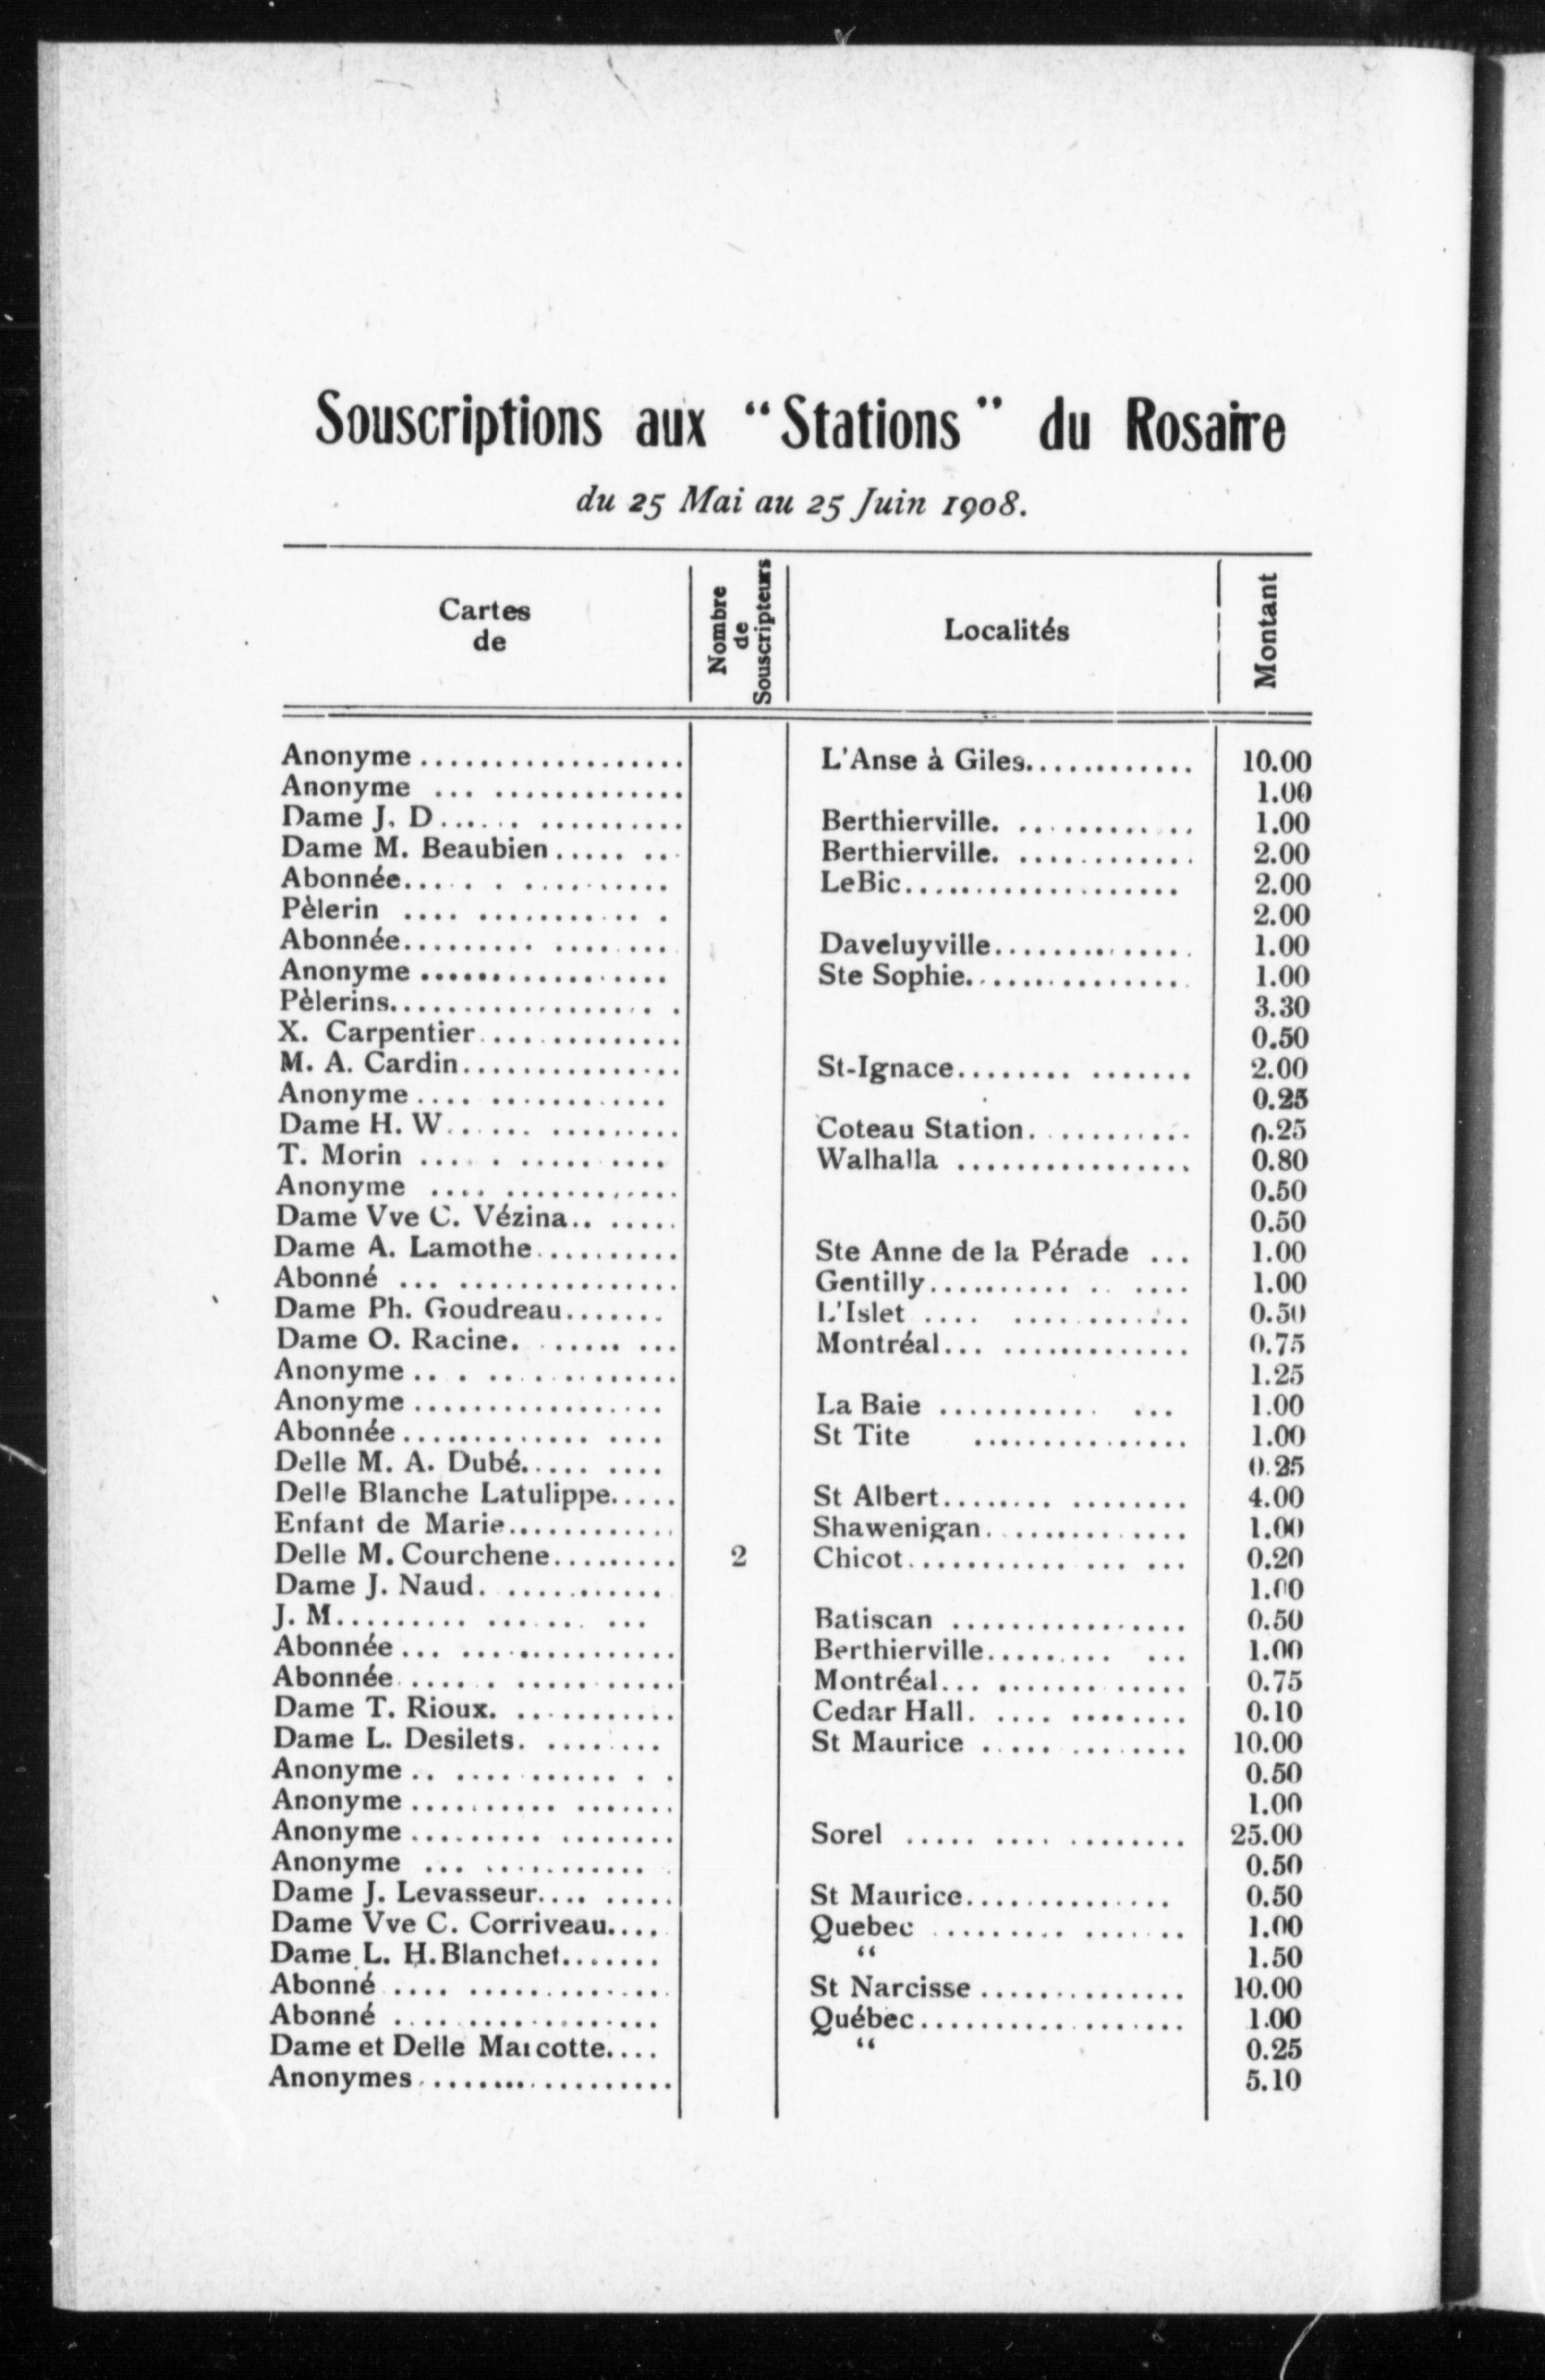 Souscriptions aux "Stations" du Rosaire
du 25 Mai au 25 Juin 1908.
Cartes de | Nombre de Souscripteurs | Localités | Montant
Anonyme ................... L'Anse à Giles............ 10.00
Anonyme ... ............. 1.00
Dame J. D...... .......... Berthierville. ............ 1.00
Dame M. Beaubien ..... ... Berthierville. ............ 2.00
Abonnée..... . .......... LeBic................... 2.00
Pèlerin .... ........... . 2.00
Abonnée......... ........ Daveluyville.............. 1.00
Anonyme ................. Ste Sophie............... 1.00
Pèlerins.................. . 3.30
X. Carpentier.............. 0.50
M. A. Cardin............... St-Ignace........ ....... 2.00
Anonyme .... ............ 0.25
Dame H. W...... ......... Coteau Station........... 0.25
T. Morin .... . .......... Walhalla ................ 0.80
Anonyme .... ............ 0.50
Dame Vve C. Vézina.. ..... 0.50
Dame A. Lamothe.......... Ste Anne de la Pérade ... 1.00
Abonné ... ............... Gentilly.......... .. .... 1.00
Dame Ph. Goudreau....... L'Islet .... ............ 0.50
Dame O. Racine. ...... ... Montréal... ............. 0.75
Anonyme .. . ............. 1.25
Anonyme ................. La Baie ........... ... 1.00
Abonnée............. .... St Tite ............... 1.00
Delle M. A. Dubé..... .... 0.25
Delle Blanche Latulippe..... St Albert........ ........ 4.00
Enfant de Marie............ Shawenigan.............. 1.00
Delle M. Courchene......... 2 Chicot............ ... ... 0.20
Dame J. Naud. ........... 1.00
J. M......... ...... ... Batiscan ................ 0.50
Abonnée ... .............. Berthierville......... ... 1.00
Abonnée...... . .......... Montréal... ....... ..... 0.75
Dame T. Rioux. ........... Cedar Hall. .... ........ 0.10
Dame L. Desilets. ........ St Maurice ..... ........ 10.00
Anonyme .. .......... . . 0.50
Anonyme .......... ....... 1.00
Anonyme ......... ........ Sorel ..... .... ........ 25.00
Anonyme ... ........... . 0.50
Dame J. Levasseur.... ..... St Maurice.............. 0.50
Dame Vve C. Corriveau.... Quebec ......... ....... 1.00
Dame L. H. Blanchet....... " 1.50
Abonné .... ............. St Narcisse .............. 10.00
Abonné .... ............. Québec................. 1.00
Dame et Delle Marcotte.... " 0.25
Anonymes................. 5.10